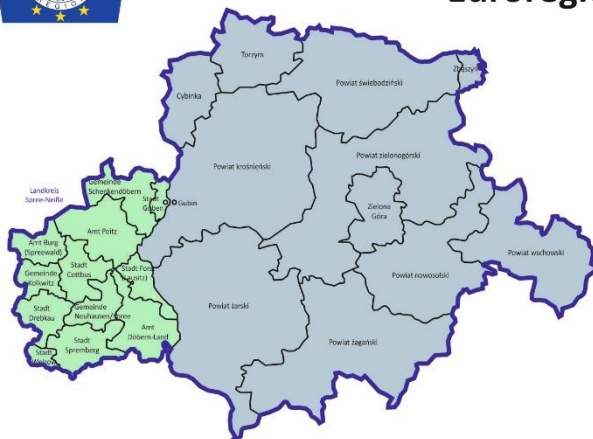 REGIO
Torzym
Zbąszyń
Powiat świebodziński
Cybinka
Powiat krośnieński
Powiat zielonogórski
Landkreis
Spree-Neiße
Gemeinde
Schenkendöbern
Stadt
Guben
Gubin
Zielona
Góra
Amt Peitz
Powiat wschowski
Amt Burg
(Spreewald)
Stadt
Cottbus
Stadt Forst
(Lausitz)
Gemeinde
Kolkwitz
Powiat nowosolski
Stadt
Drebkau
Gemeinde
Neuhausen/Spree
Powiat żarski
Amt
Döbern-Land
Stadt
Spremberg
Powiat żagański
Stadt
Welzow